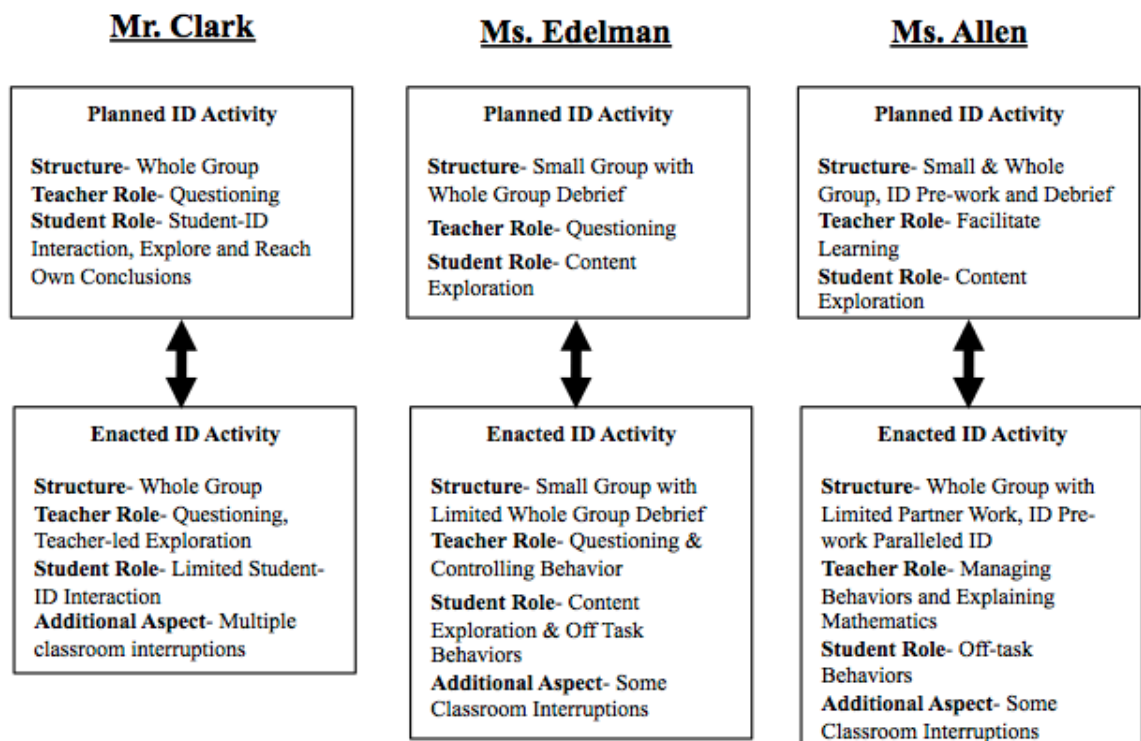 Mr. Clark
Planned ID Activity
Structure- Whole Group
Teacher Role- Questioning
Student Role- Student-ID
Interaction, Explore and Reach
Own Conclusions
Enacted ID Activity
Structure- Whole Group
Teacher Role- Questioning,
Teacher-led Exploration
Student Role- Limited Student-
ID Interaction
Additional Aspect- Multiple
classroom interruptions
Ms. Edelman
Planned ID Activity
Structure- Small Group with
Whole Group Debrief
Teacher Role- Questioning
Student Role- Content
Exploration
Enacted ID Activity
Structure- Small Group with
Limited Whole Group Debrief
Teacher Role- Questioning &
Controlling Behavior
Student Role- Content
Exploration & Off Task
Behaviors
Additional Aspect- Some
Classroom Interruptions
Ms. Allen
Planned ID Activity
Structure- Small & Whole
Group, ID Pre-work and Debrief
Teacher Role- Facilitate
Learning
Student Role- Content
Exploration
Enacted ID Activity
Structure- Whole Group with
Limited Partner Work, ID Pre-
work Paralleled ID
Teacher Role- Managing
Behaviors and Explaining
Mathematics
Student Role- Off-task
Behaviors
Additional Aspect- Some
Classroom Interruptions